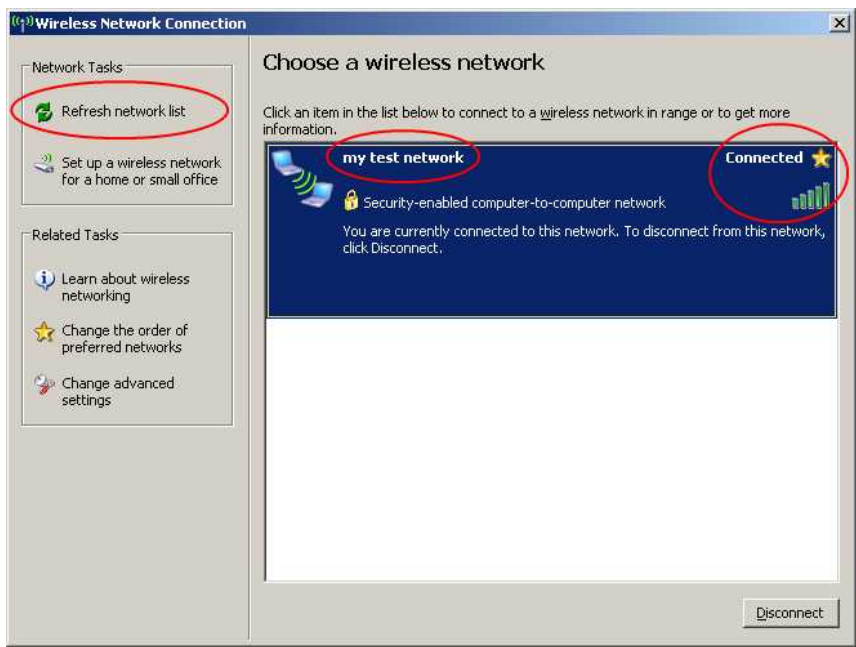 Wireless Network Connection
Network Tasks
Refresh network list
Set up a wireless network
for a home or small office
Related Tasks
Learn about wireless
networking
Change the order of
preferred networks
Change advanced
settings
Choose a wireless network
Click an item in the list below to connect to a wireless network in range or to get more
information.
my test network
Connected
Security-enabled computer-to-computer network
You are currently connected to this network. To disconnect from this network,
click Disconnect.
Disconnect